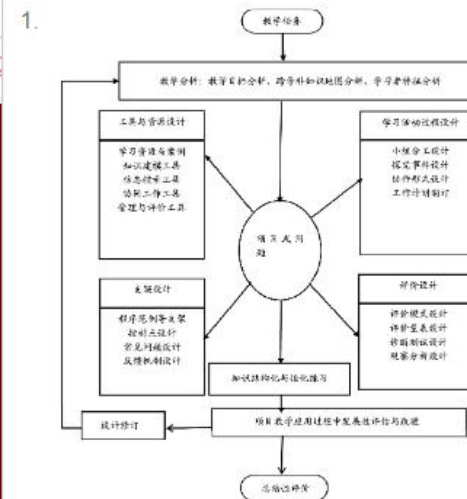 1.
教学任务
教学分析：教学目标分析、跨学科知识地图分析、学习者特征分析
工具与资源设计
学习资源与案例
知识建模工具
信息搜索工具
协同工作工具
管理与评价工具
学习活动过程设计
小组分工设计
探究事件设计
协作形式设计
工作计划制订
项目或问
题
支架设计
程序范例等支架
控制点设计
常见问题设计
反馈机制设计
评价设计
评价模式设计
评价量表设计
诊断测试设计
观察分析设计
知识结构化与强化练习
设计修订
项目教学应用过程中发展性评估与改进
总结性评价